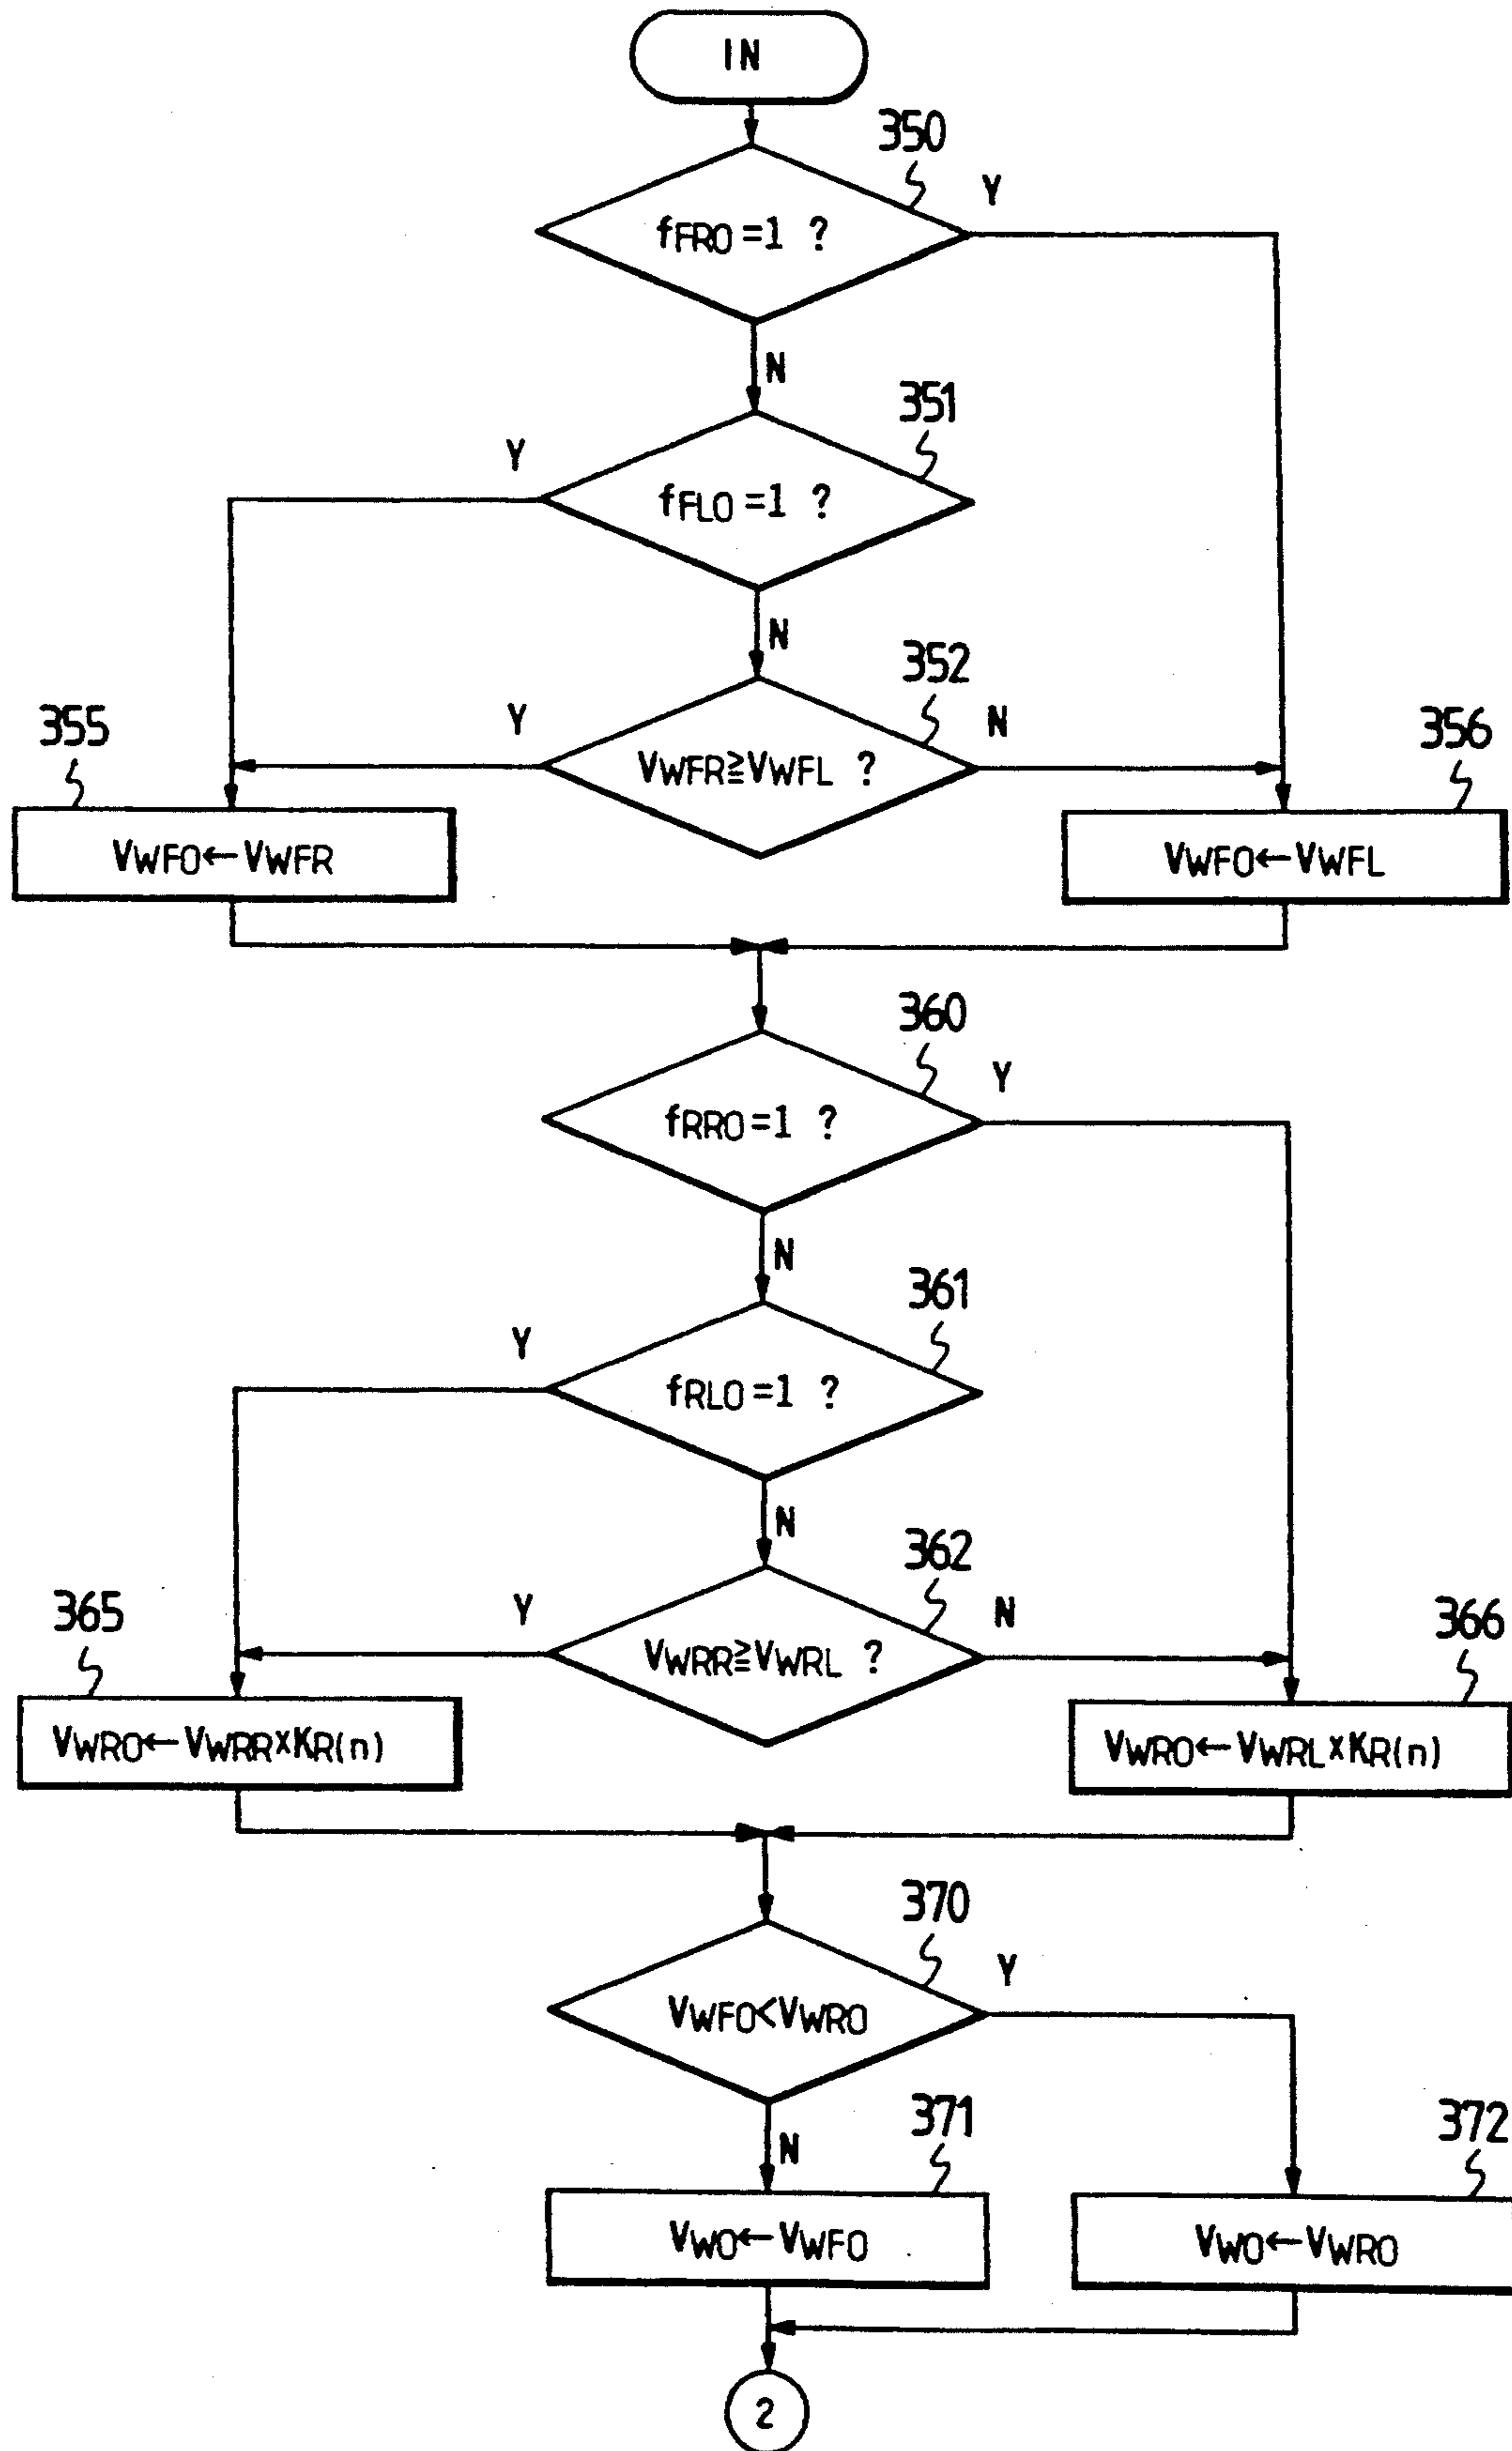 IN
350
fFRO=1 ?
Y
N
351
Y
fFLO=1 ?
N
352
Y
VWFR≧VWFL ?
N
355
VWFO←VWFR
356
VWFO←VWFL
360
fRRO=1 ?
Y
N
361
Y
fRLO=1 ?
N
362
Y
VWRR≧VWRL ?
N
365
VWRO←VWRR×KR(n)
366
VWRO←VWRL×KR(n)
370
VWFO<VWRO
Y
N
371
VWO←VWFO
372
VWO←VWRO
2